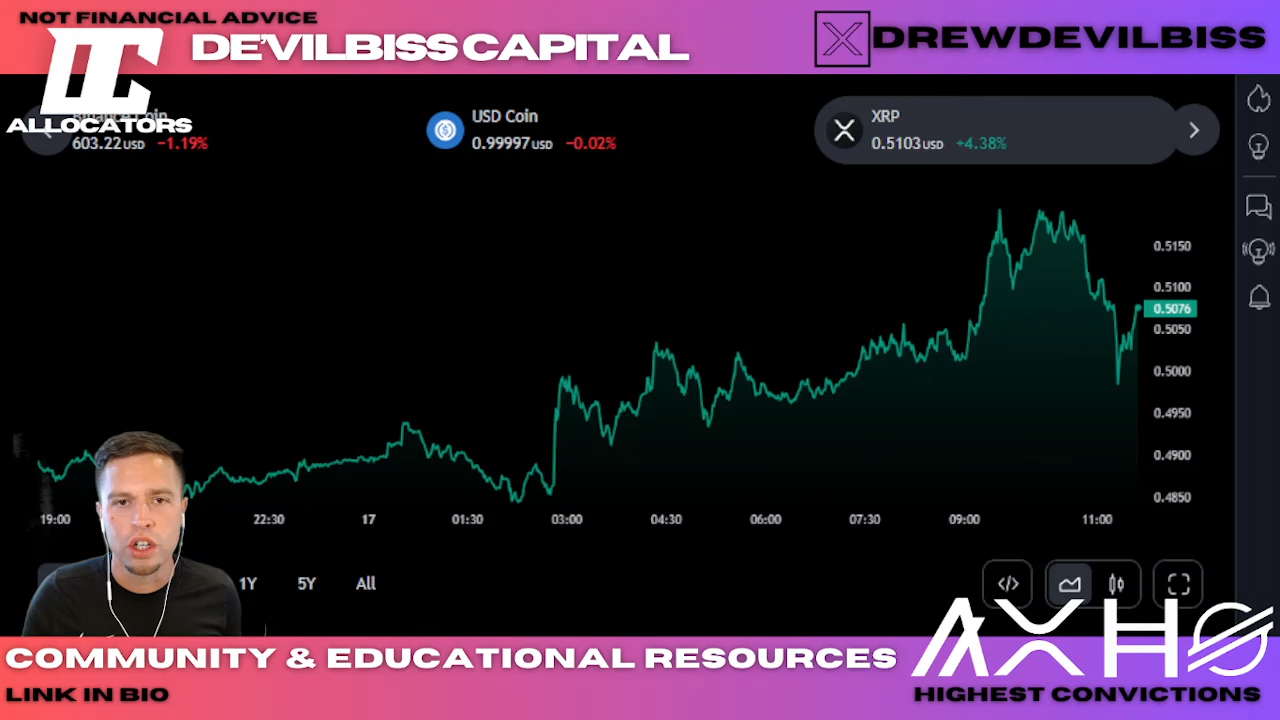 NOT FINANCIAL ADVICE
DC
DE'VILBISS CAPITAL
X DREWDEVILBISS
ALLOCATORS
603.22 USD −1.19%
USD Coin
0.99997 USD −0.02%
XRP
0.5103 USD +4.38%
0.5150
0.5100
0.5076
0.5050
0.5000
0.4950
0.4900
0.4850
19:00 22:30 17 01:30 03:00 04:30 06:00 07:30 09:00 11:00
1Y 5Y All
COMMUNITY & EDUCATIONAL RESOURCES
LINK IN BIO
HIGHEST CONVICTIONS